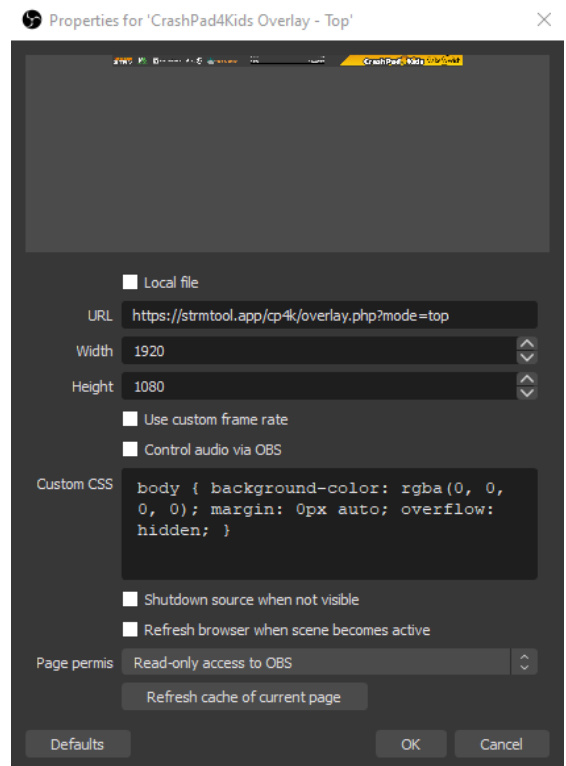 Properties for 'CrashPad4Kids Overlay - Top'
Local file
URL https://strmtool.app/cp4k/overlay.php?mode=top
Width 1920
Height 1080
Use custom frame rate
Control audio via OBS
Custom CSS
body { background-color: rgba(0, 0,
0, 0); margin: 0px auto; overflow:
hidden; }
Shutdown source when not visible
Refresh browser when scene becomes active
Page permis Read-only access to OBS
Refresh cache of current page
Defaults OK Cancel